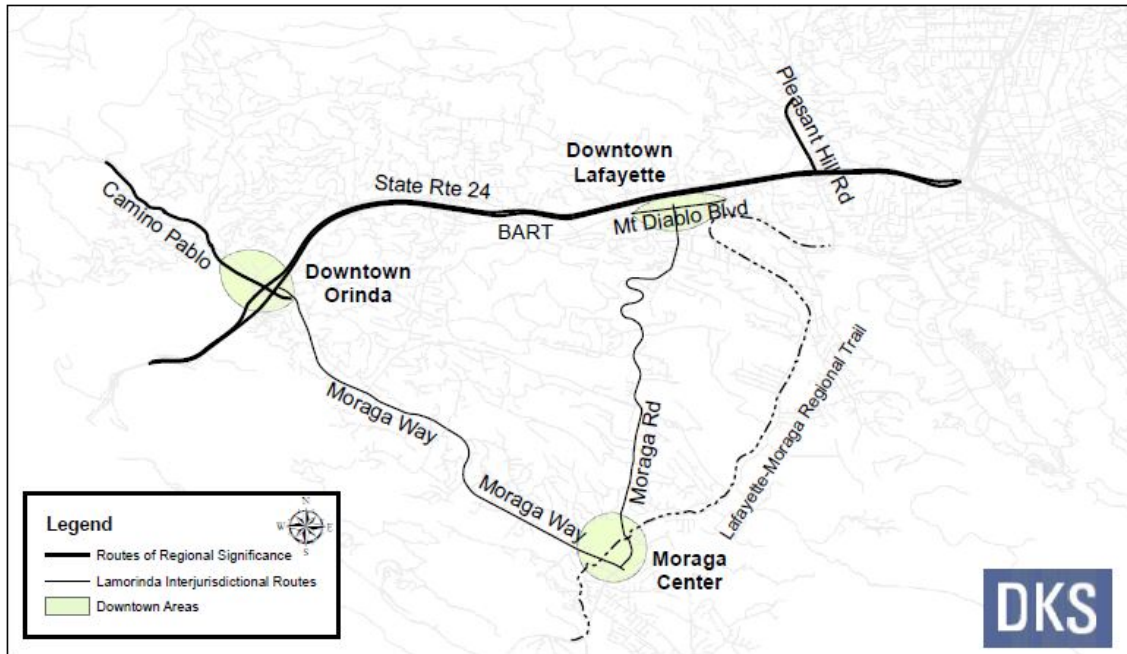 Pleasant Hill Rd
Downtown
Lafayette
State Rte 24
Mt Diablo Blvd
BART
Camino Pablo
Downtown
Orinda
Moraga Way
Moraga Rd
Lafayette-Moraga Regional Trail
Moraga Way
Moraga
Center
Legend
N
W
E
S
Routes of Regional Significance
Lamorinda Interjurisdictional Routes
Downtown Areas
DKS